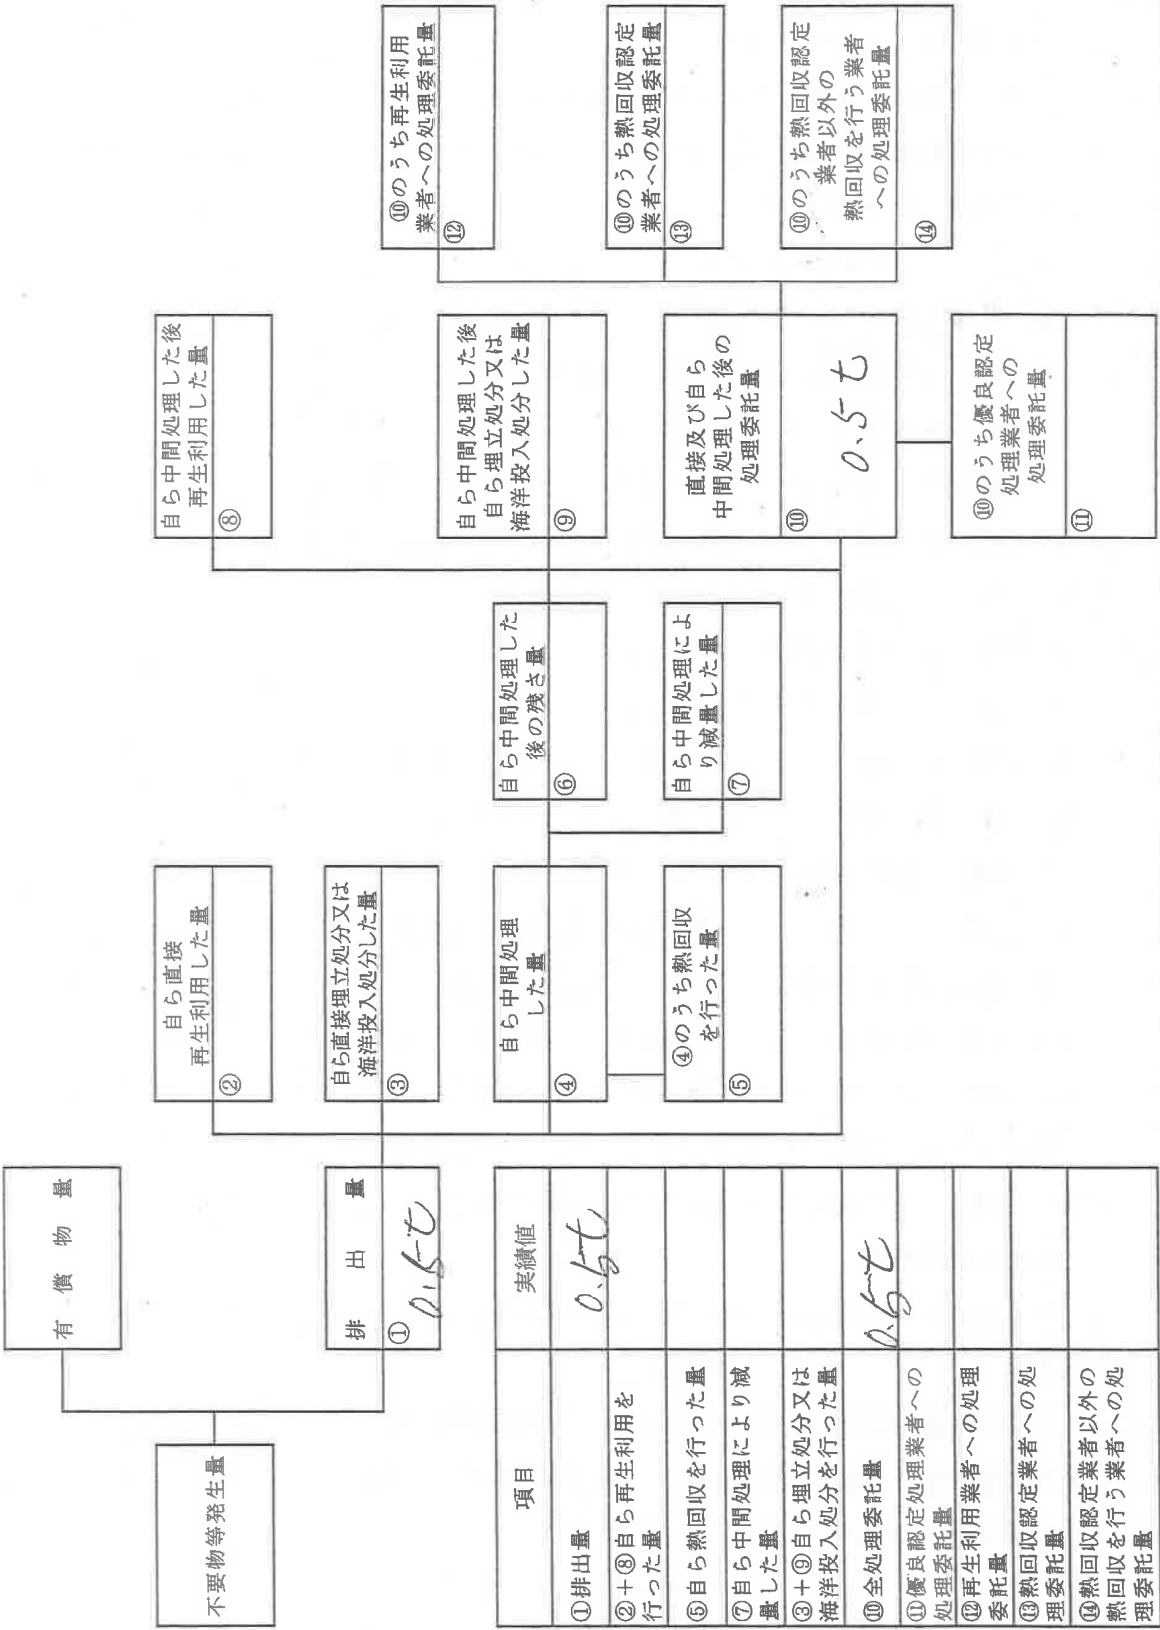 不要物等発生量
有償物量
排出量
①
0.5t
自ら直接
再生利用した量
②
自ら直接埋立処分又は
海洋投入処分した量
③
自ら中間処理
した量
④
④のうち熱回収
を行った量
⑤
自ら中間処理した
後の残さ量
⑥
自ら中間処理によ
り減量した量
⑦
自ら中間処理した後
再生利用した量
⑧
自ら中間処理した後
自ら埋立処分又は
海洋投入処分した量
⑨
直接及び自ら
中間処理した後の
処理委託量
⑩
0.5t
⑩のうち優良認定
処理業者への
処理委託量
⑪
⑩のうち再生利用
業者への処理委託量
⑫
⑩のうち熱回収認定
業者への処理委託量
⑬
⑩のうち熱回収認定
業者以外の
熱回収を行う業者
への処理委託量
⑭
項目
実績値
①排出量
0.5t
②+⑧自ら再生利用を
行った量
⑤自ら熱回収を行った量
⑦自ら中間処理により減
量した量
③+⑨自ら埋立処分又は
海洋投入処分を行った量
⑩全処理委託量
0.5t
⑪優良認定処理業者への
処理委託量
⑫再生利用業者への処理
委託量
⑬熱回収認定業者への処
理委託量
⑭熱回収認定業者以外の
熱回収を行う業者への処
理委託量